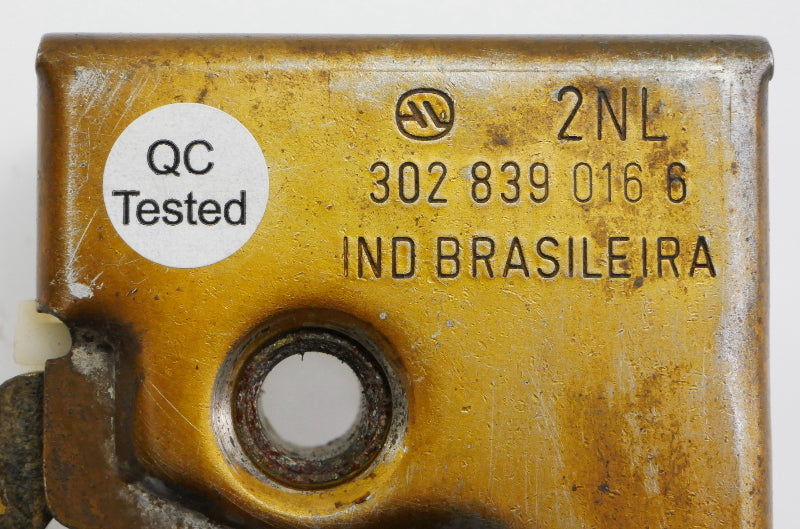 QC
Tested
2NL
302 839 016 6
IND BRASILEIRA